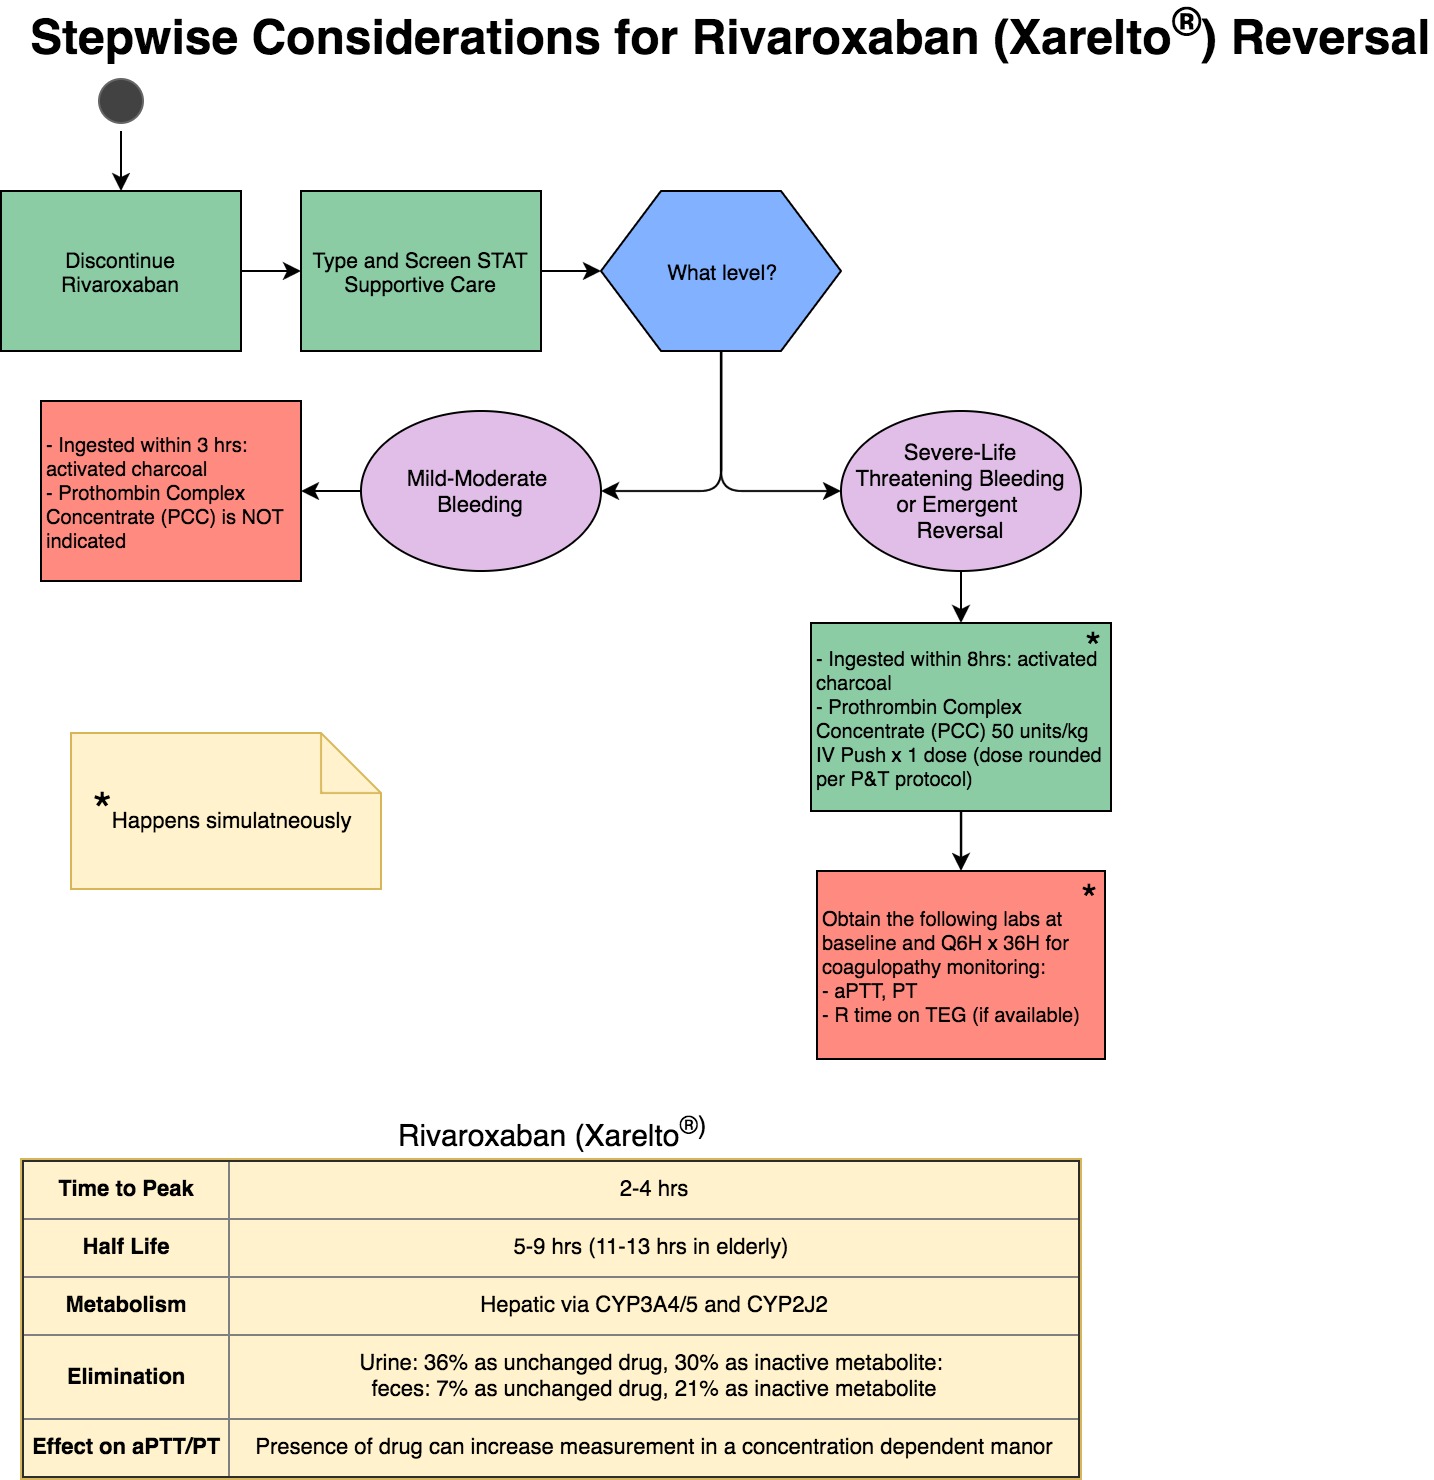 Stepwise Considerations for Rivaroxaban (Xarelto®) Reversal
Discontinue
Rivaroxaban
Type and Screen STAT
Supportive Care
What level?
- Ingested within 3 hrs:
activated charcoal
- Prothombin Complex
Concentrate (PCC) is NOT
indicated
Mild-Moderate
Bleeding
Severe-Life
Threatening Bleeding
or Emergent
Reversal
*
- Ingested within 8hrs: activated
charcoal
- Prothrombin Complex
Concentrate (PCC) 50 units/kg
IV Push x 1 dose (dose rounded
per P&T protocol)
*
Happens simulatneously
*
Obtain the following labs at
baseline and Q6H x 36H for
coagulopathy monitoring:
- aPTT, PT
- R time on TEG (if available)
Rivaroxaban (Xarelto®)
Time to Peak
2-4 hrs
Half Life
5-9 hrs (11-13 hrs in elderly)
Metabolism
Hepatic via CYP3A4/5 and CYP2J2
Elimination
Urine: 36% as unchanged drug, 30% as inactive metabolite:
feces: 7% as unchanged drug, 21% as inactive metabolite
Effect on aPTT/PT
Presence of drug can increase measurement in a concentration dependent manor